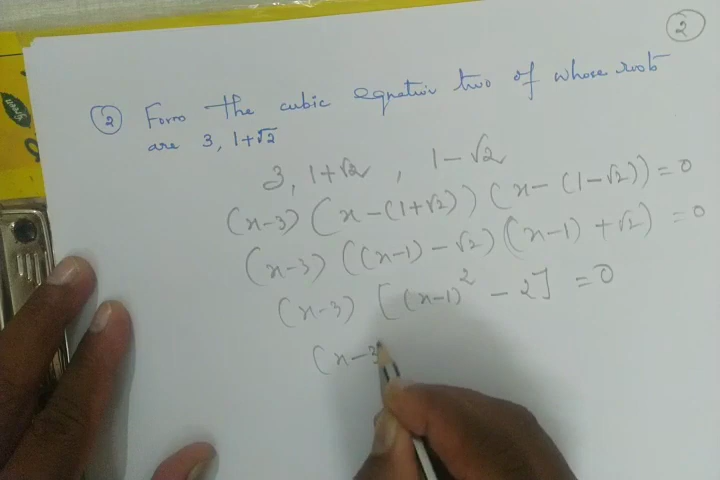 2
② Form the cubic equation two of whose roots
are 3, 1+√2
3, 1+√2, 1-√2
(x-3)(x-(1+√2))(x-(1-√2))=0
(x-3)((x-1)-√2)(x-1)+√2)=0
(x-3)[(x-1)²-2]=0
(x-3